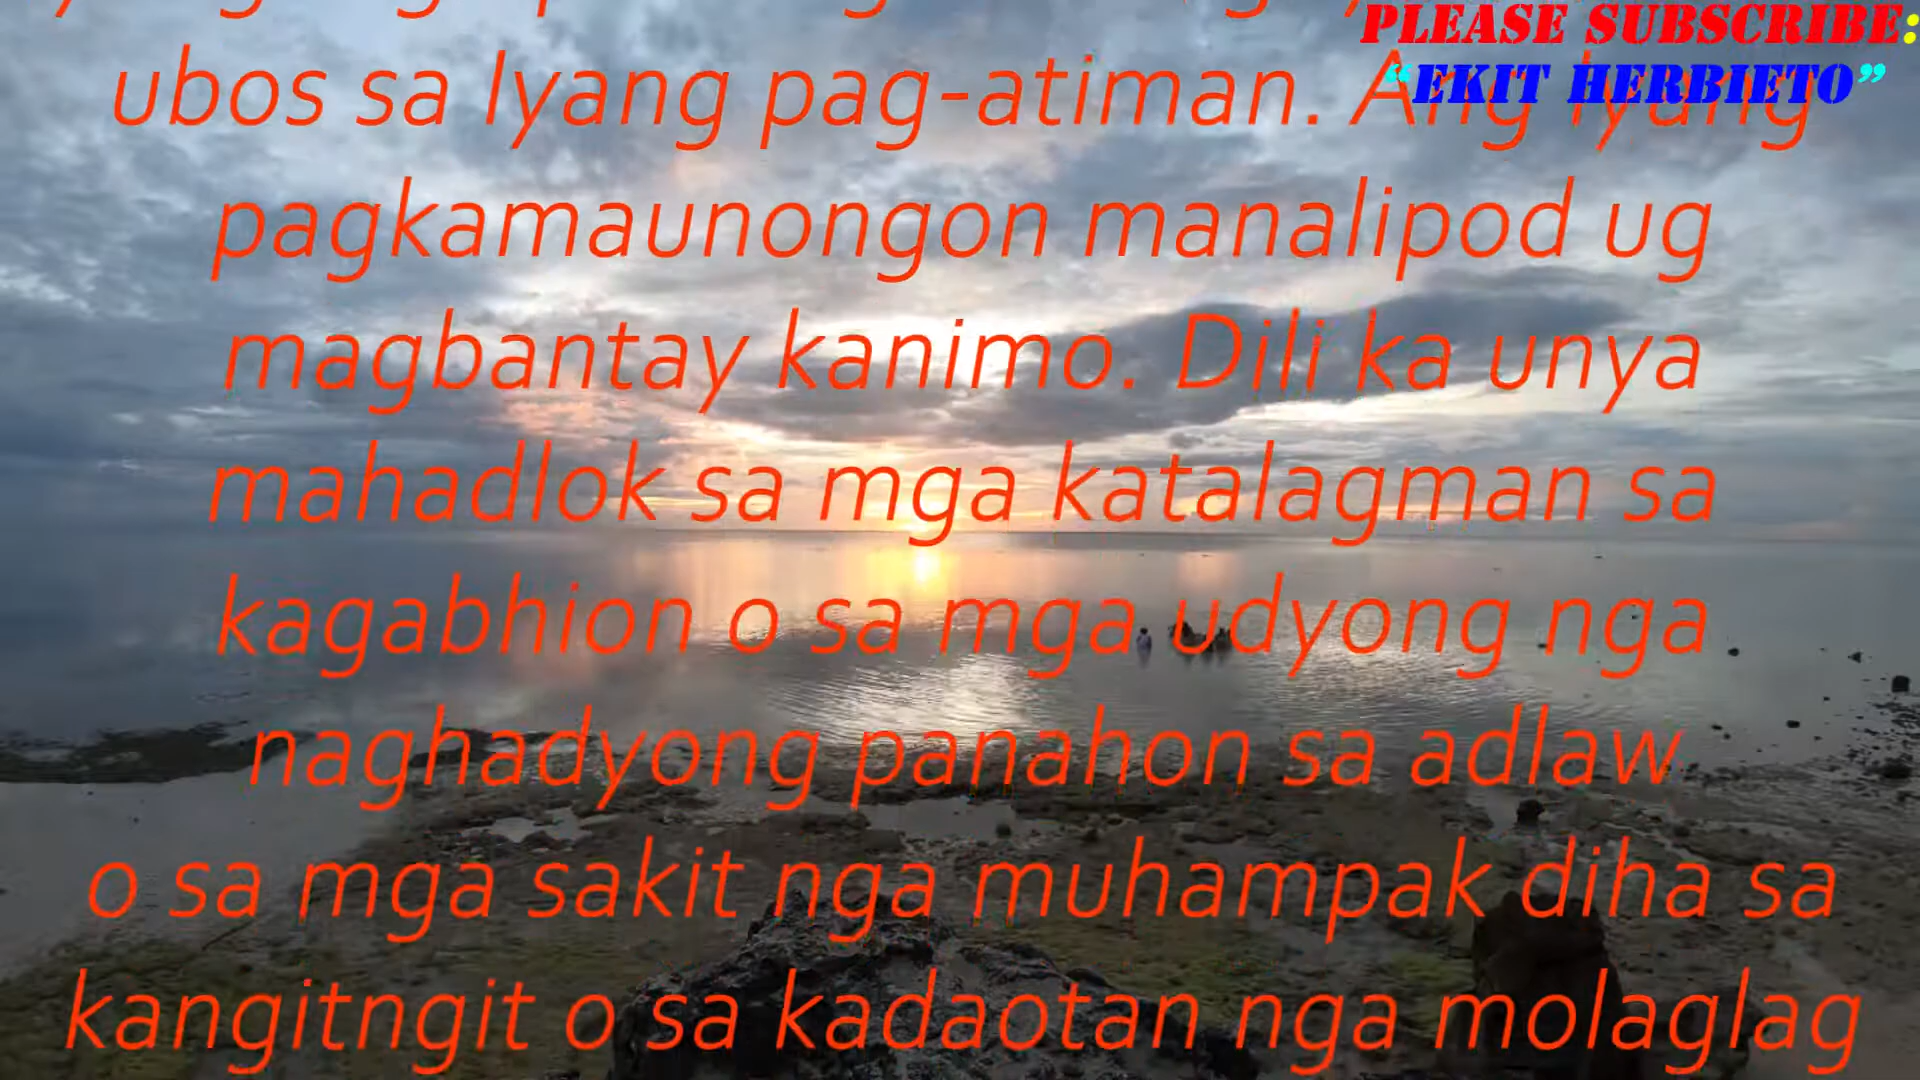 PLEASE SUBSCRIBE:
“EKIT HERBIETO”
ubos sa Iyang pag-atiman. Ang Iyang
pagkamaunongon manalipod ug
magbantay kanimo. Dili ka unya
mahadlok sa mga katalagman sa
kagabhion o sa mga udyong nga
naghadyong panahon sa adlaw
o sa mga sakit nga muhampak diha sa
kangitngit o sa kadaotan nga molaglag